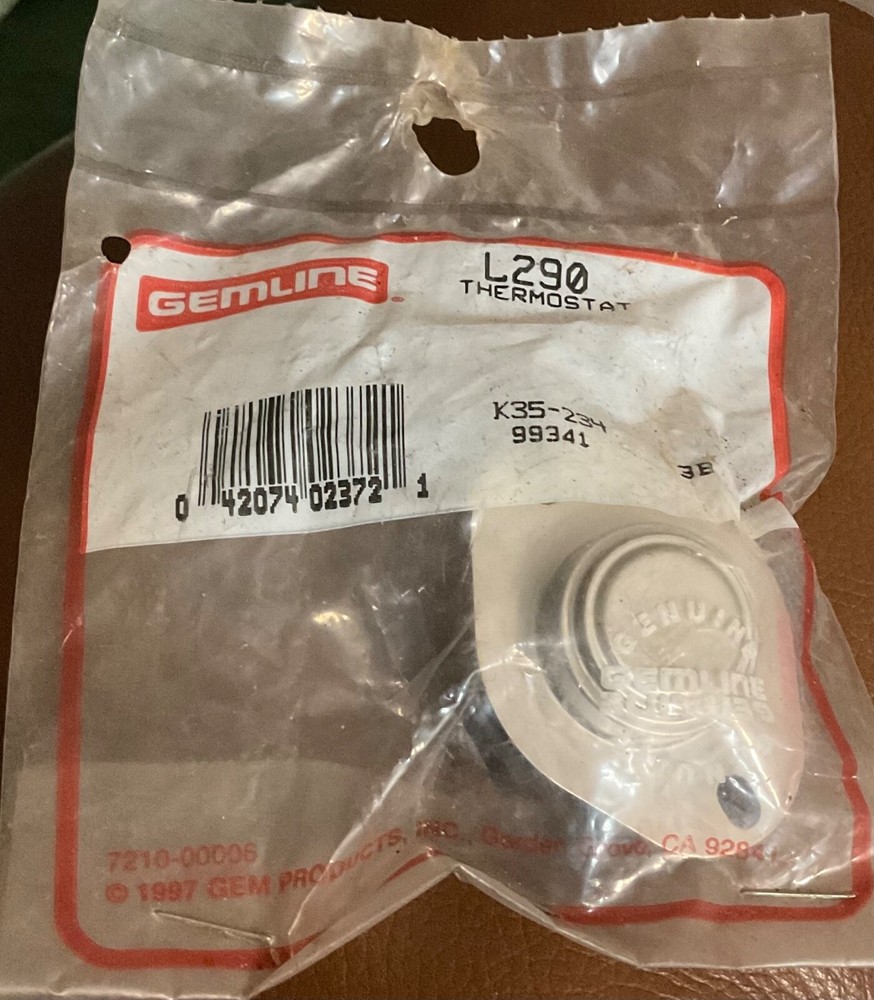 GEMLINE
L290
THERMOSTAT
K35-234
99341
3B
0 42074 02372 1
GENUINE
GEMLINE
7210-00006
© 1997 GEM PRODUCTS, INC., Garden Grove, CA